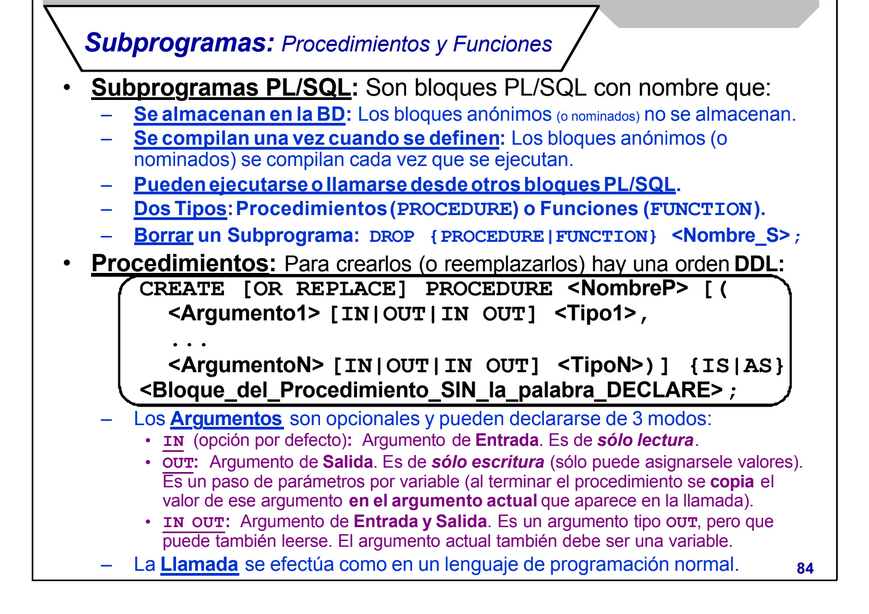 Subprogramas: Procedimientos y Funciones
• Subprogramas PL/SQL: Son bloques PL/SQL con nombre que:
– Se almacenan en la BD: Los bloques anónimos (o nominados) no se almacenan.
– Se compilan una vez cuando se definen: Los bloques anónimos (o
nominados) se compilan cada vez que se ejecutan.
– Pueden ejecutarse o llamarse desde otros bloques PL/SQL.
– Dos Tipos: Procedimientos (PROCEDURE) o Funciones (FUNCTION).
– Borrar un Subprograma: DROP {PROCEDURE|FUNCTION} <Nombre_S>;
• Procedimientos: Para crearlos (o reemplazarlos) hay una orden DDL:
CREATE [OR REPLACE] PROCEDURE <NombreP> [(
<Argumento1> [IN|OUT|IN OUT] <Tipo1>,
...
<ArgumentoN> [IN|OUT|IN OUT] <TipoN>)] {IS|AS}
<Bloque_del_Procedimiento_SIN_la_palabra_DECLARE>;
– Los Argumentos son opcionales y pueden declararse de 3 modos:
• IN (opción por defecto): Argumento de Entrada. Es de sólo lectura.
• OUT: Argumento de Salida. Es de sólo escritura (sólo puede asignarsele valores).
Es un paso de parámetros por variable (al terminar el procedimiento se copia el
valor de ese argumento en el argumento actual que aparece en la llamada).
• IN OUT: Argumento de Entrada y Salida. Es un argumento tipo OUT, pero que
puede también leerse. El argumento actual también debe ser una variable.
– La Llamada se efectúa como en un lenguaje de programación normal.
84